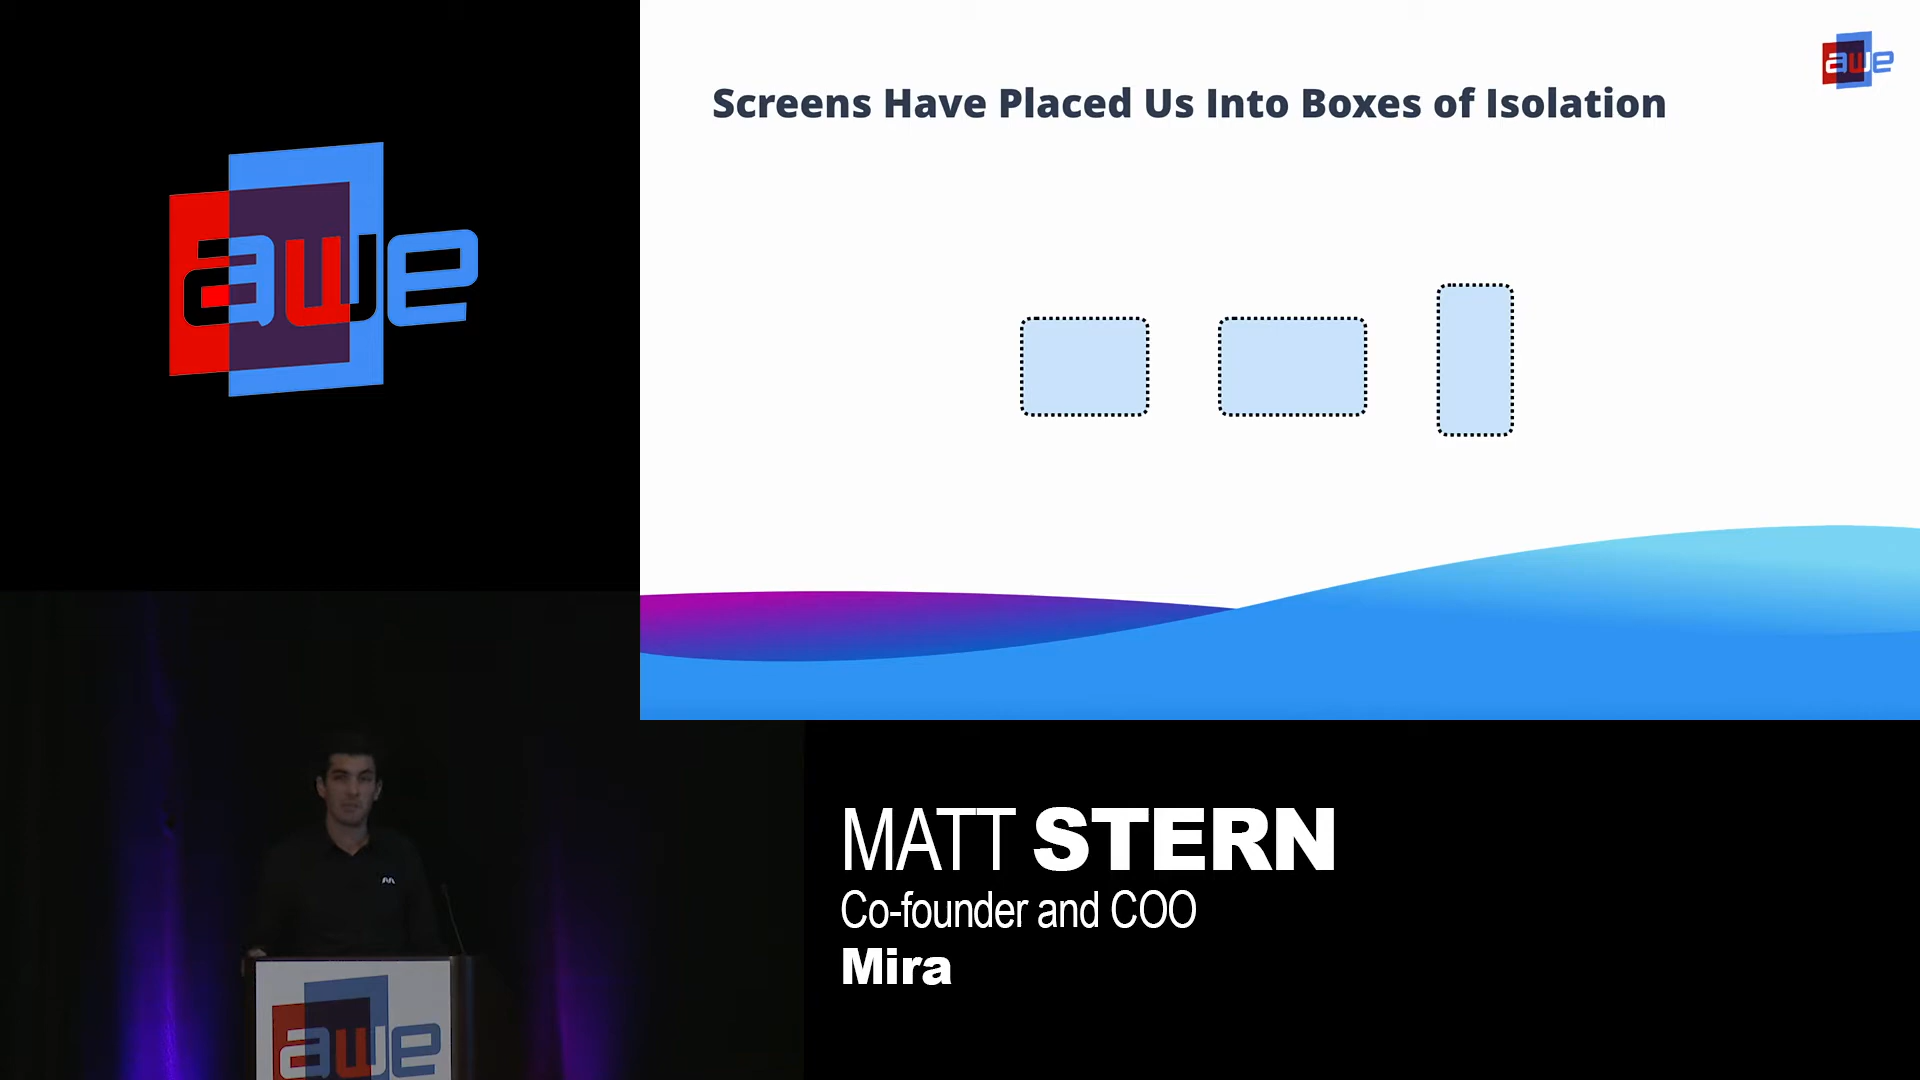 awe
Screens Have Placed Us Into Boxes of Isolation
awe
MATT STERN
Co-founder and COO
Mira
awe